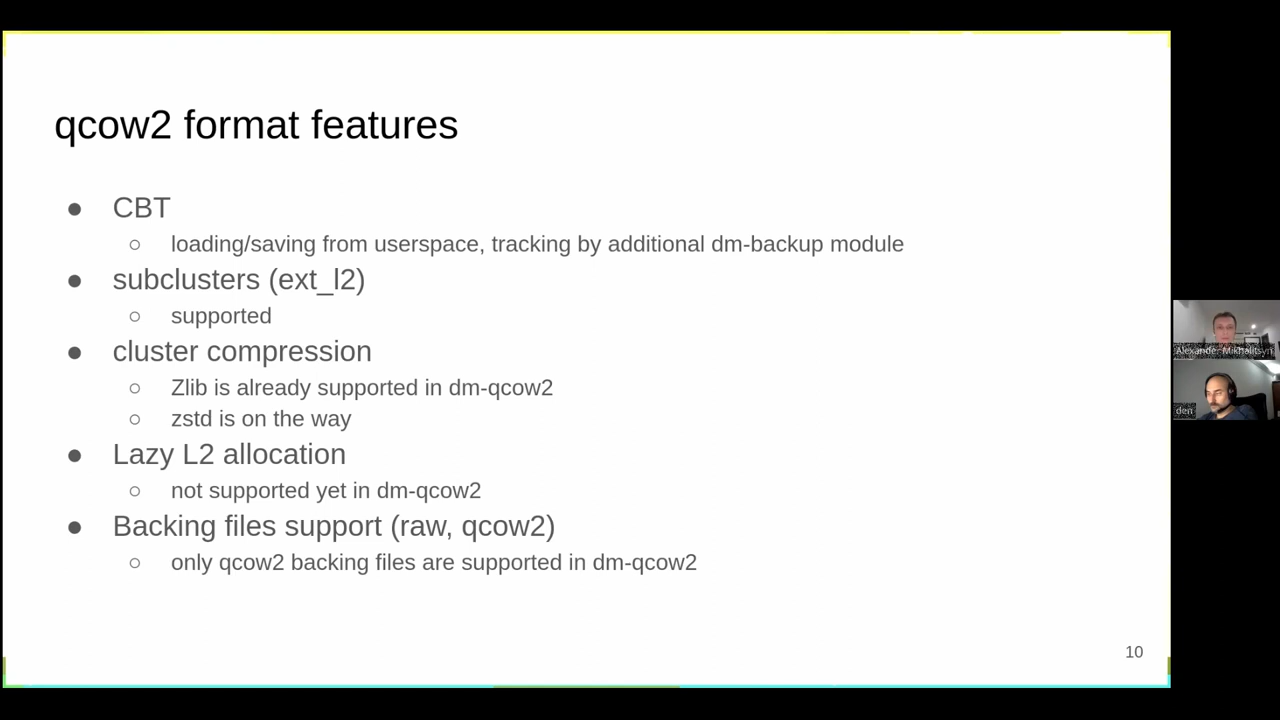 qcow2 format features
● CBT
○ loading/saving from userspace, tracking by additional dm-backup module
● subclusters (ext_l2)
○ supported
● cluster compression
○ Zlib is already supported in dm-qcow2
○ zstd is on the way
● Lazy L2 allocation
○ not supported yet in dm-qcow2
● Backing files support (raw, qcow2)
○ only qcow2 backing files are supported in dm-qcow2
10
Alexander Mikhalitsyn
den